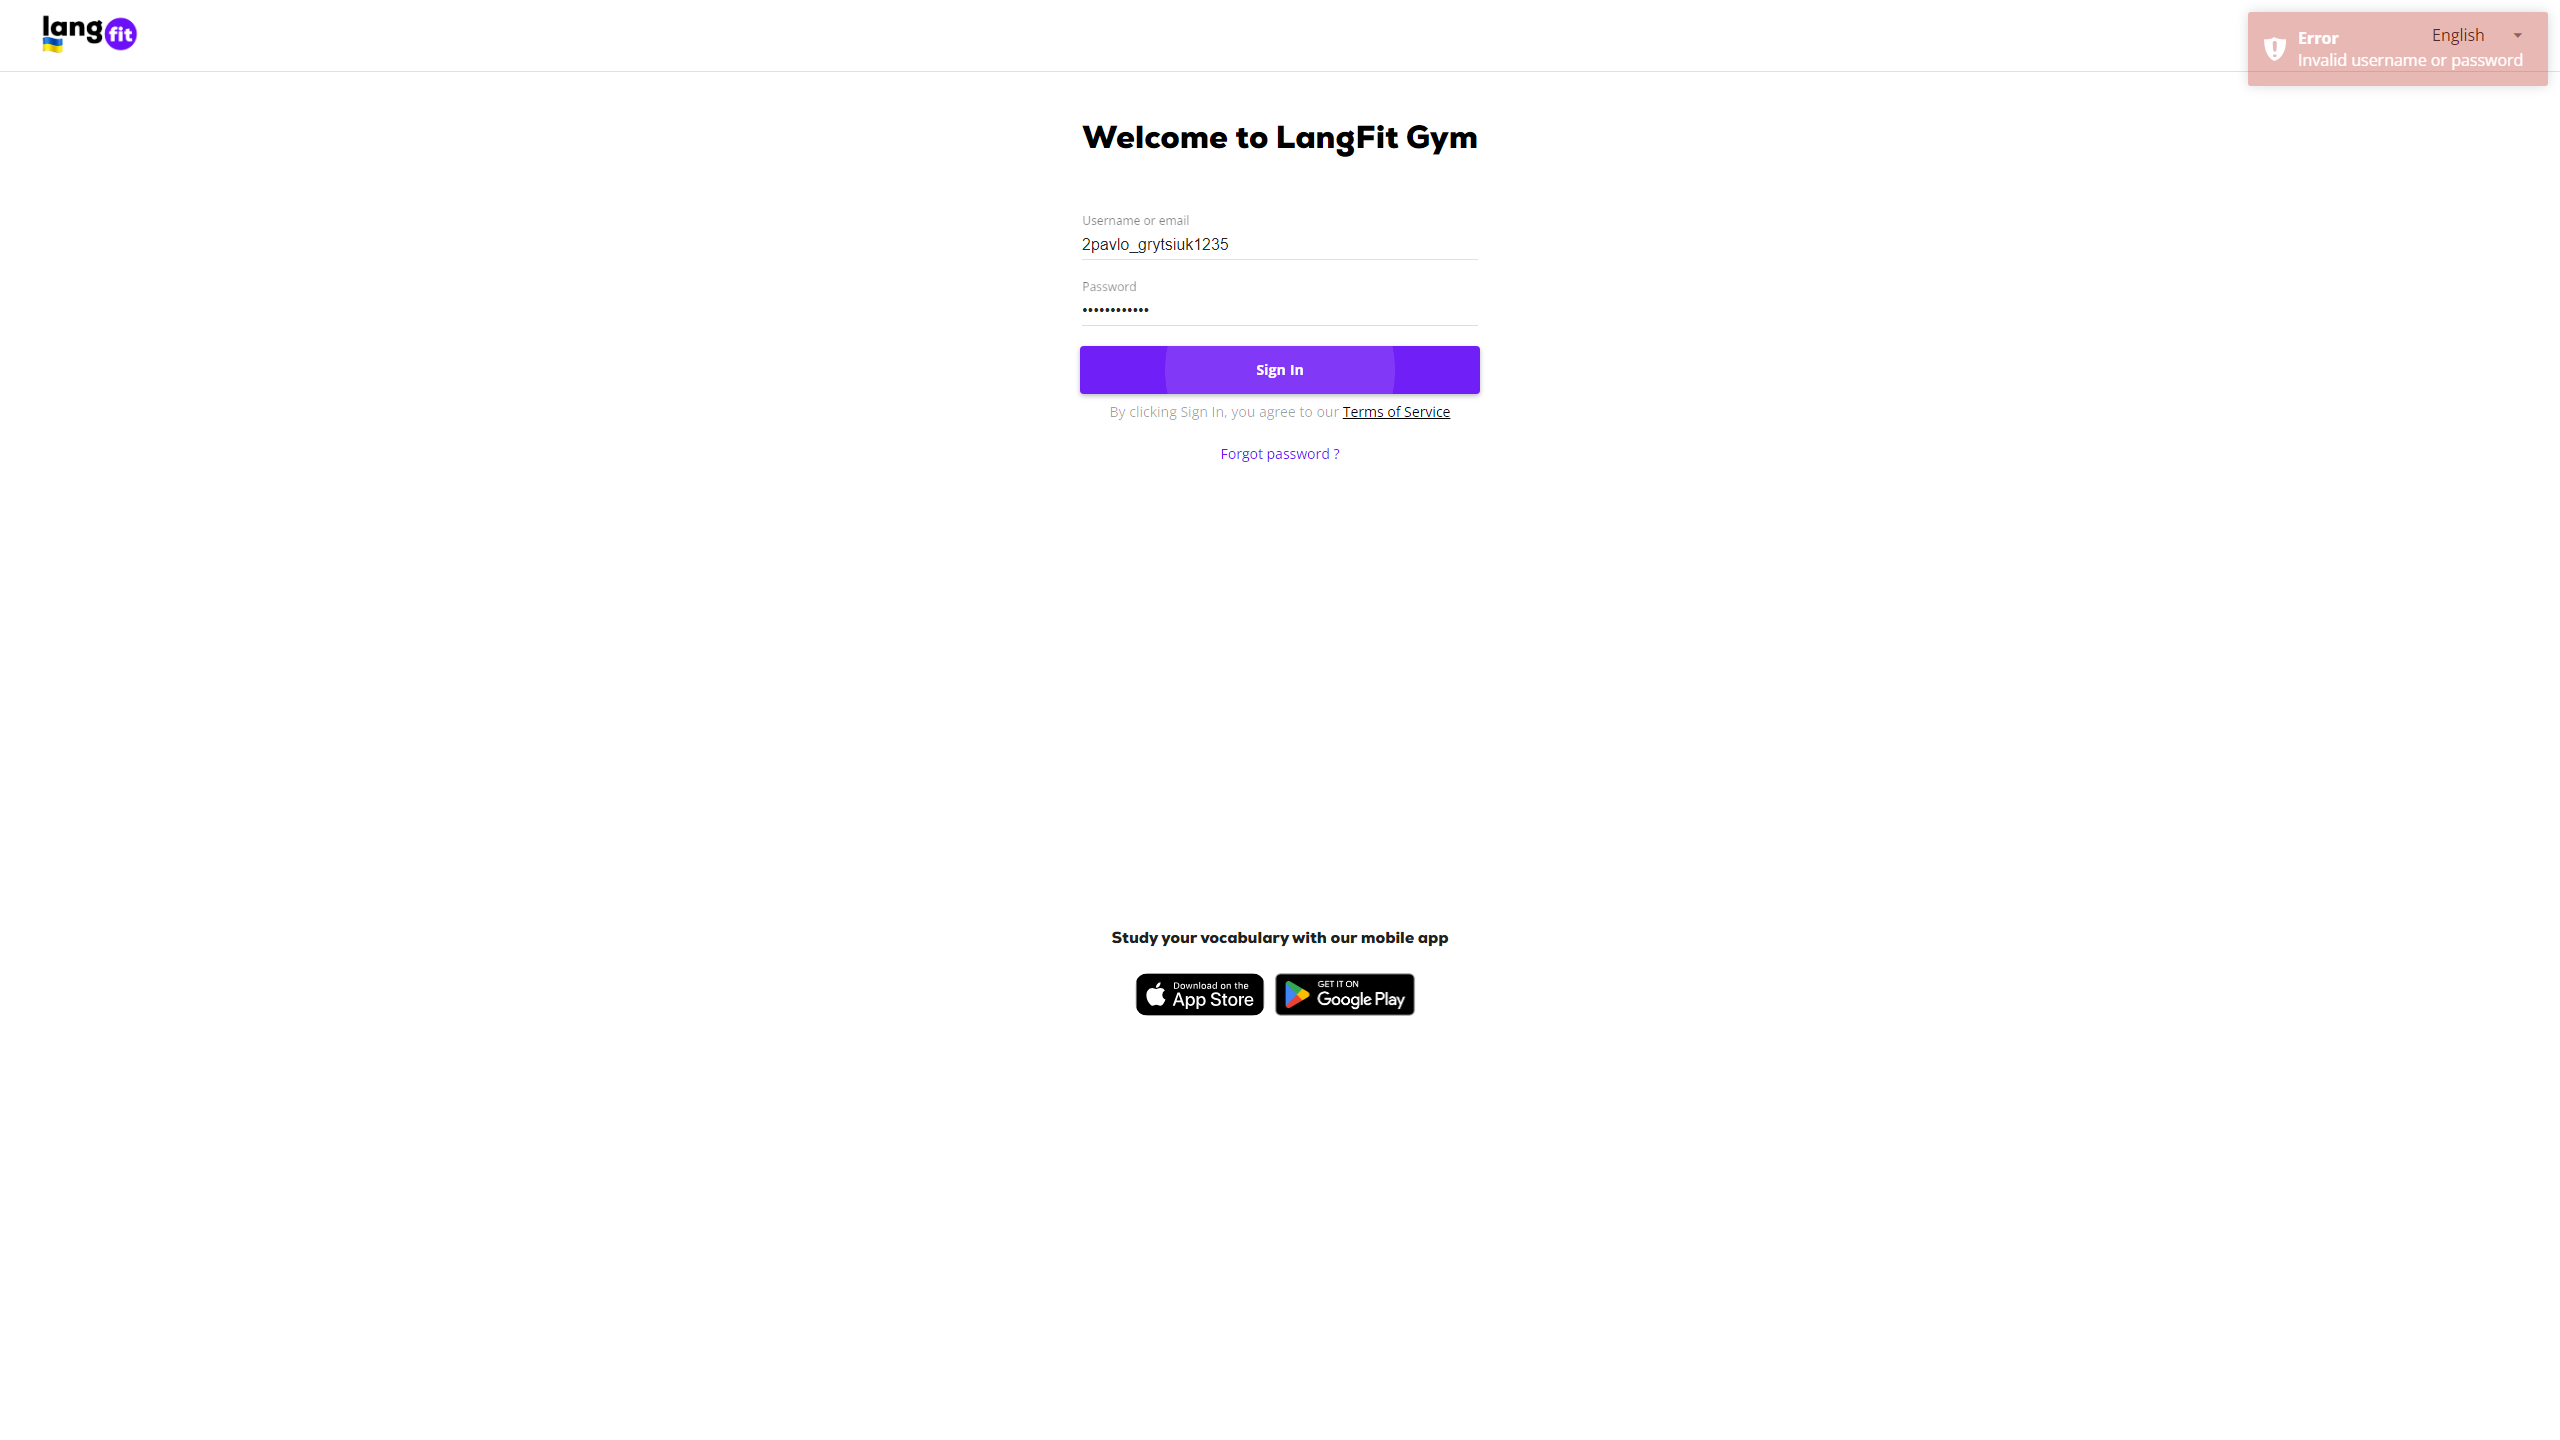 lang fit
English
Error
Invalid username or password
Welcome to LangFit Gym
Username or email
2pavlo_grytsiuk1235
Password
••••••••••••
Sign In
By clicking Sign In, you agree to our Terms of Service
Forgot password ?
Study your vocabulary with our mobile app
Download on the
App Store
GET IT ON
Google Play